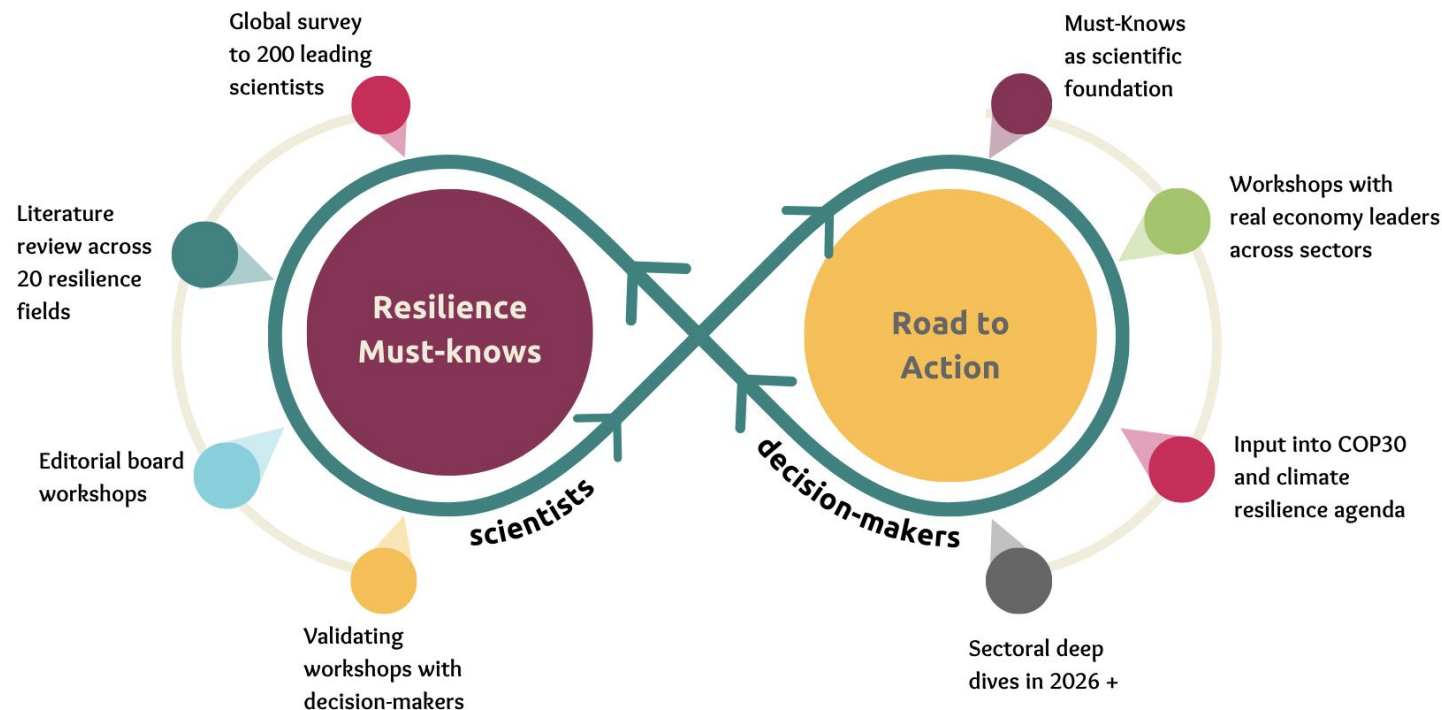 Global survey
to 200 leading
scientists
Literature
review across
20 resilience
fields
Editorial board
workshops
Validating
workshops with
decision-makers
Resilience
Must-knows
scientists
decision-makers
Road to
Action
Must-Knows
as scientific
foundation
Workshops with
real economy leaders
across sectors
Input into COP30
and climate
resilience agenda
Sectoral deep
dives in 2026 +